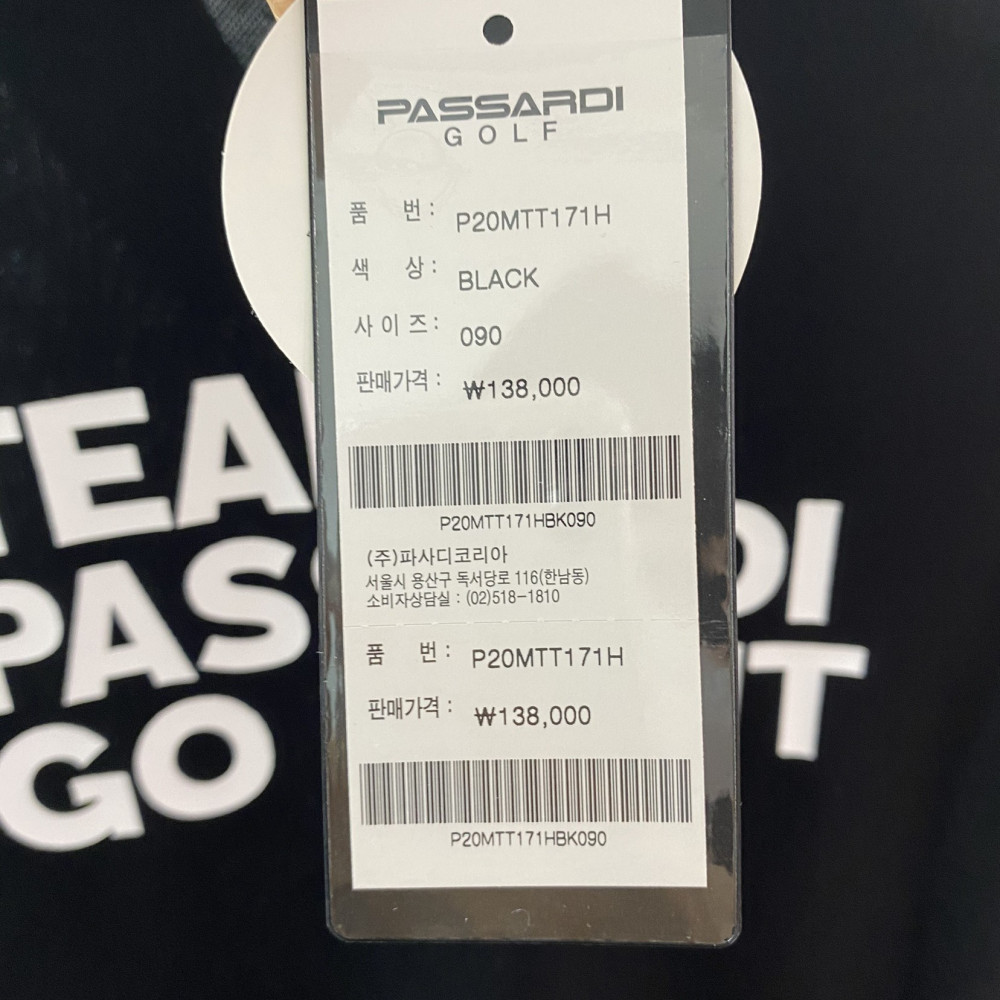 PASSARDI
GOLF
품 번 : P20MTT171H
색 상 : BLACK
사 이 즈 : 090
판매가격 : ₩138,000
P20MTT171HBK090
(주)파사디코리아
서울시 용산구 독서당로 116(한남동)
소비자상담실 : (02)518-1810
품 번 : P20MTT171H
판매가격 : ₩138,000
P20MTT171HBK090
GO